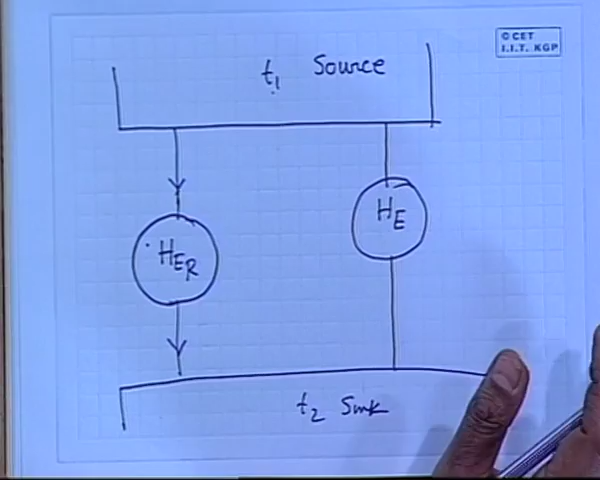 © CET
I.I.T. KGP
t₁ Source
HE
HER
t₂ Sink